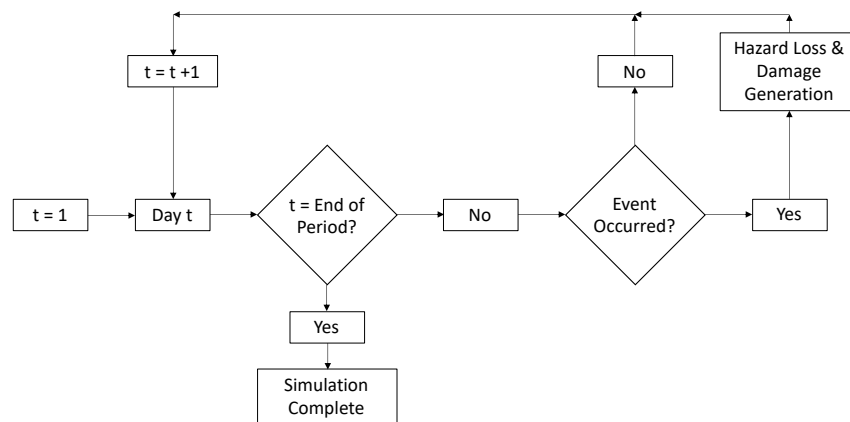 Hazard Loss &
Damage
Generation
t = t +1
No
t = 1
Day t
t = End of
Period?
No
Event
Occurred?
Yes
Yes
Simulation
Complete